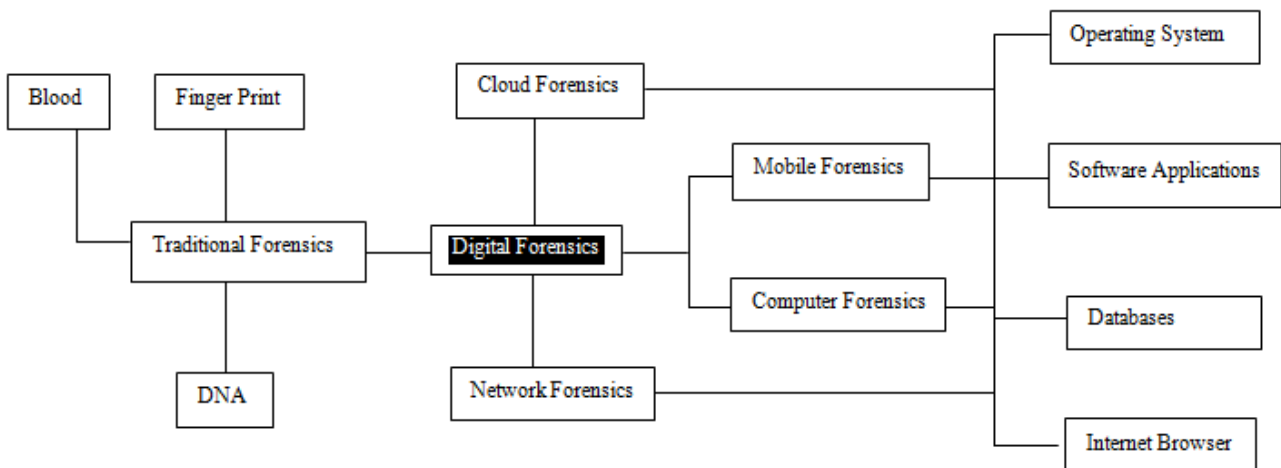 Operating System
Blood
Finger Print
Cloud Forensics
Mobile Forensics
Software Applications
Traditional Forensics
Digital Forensics
Computer Forensics
Databases
DNA
Network Forensics
Internet Browser